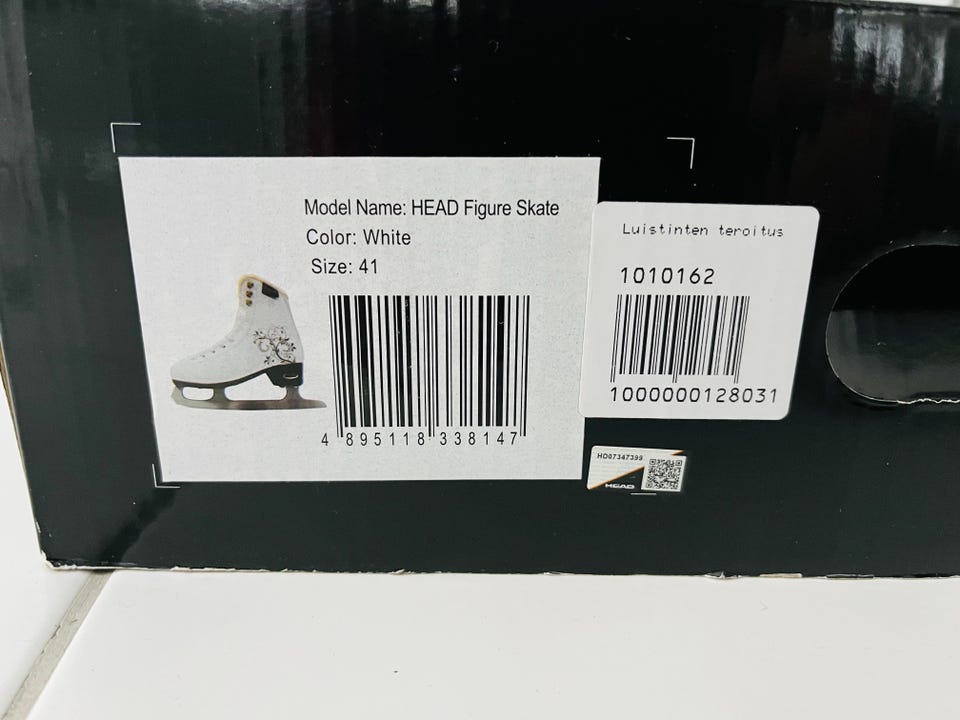 Model Name: HEAD Figure Skate
Color: White
Size: 41
4 895118 338147
Luistinten teroitus
1010162
1000000128031
HD07347399
HEAD